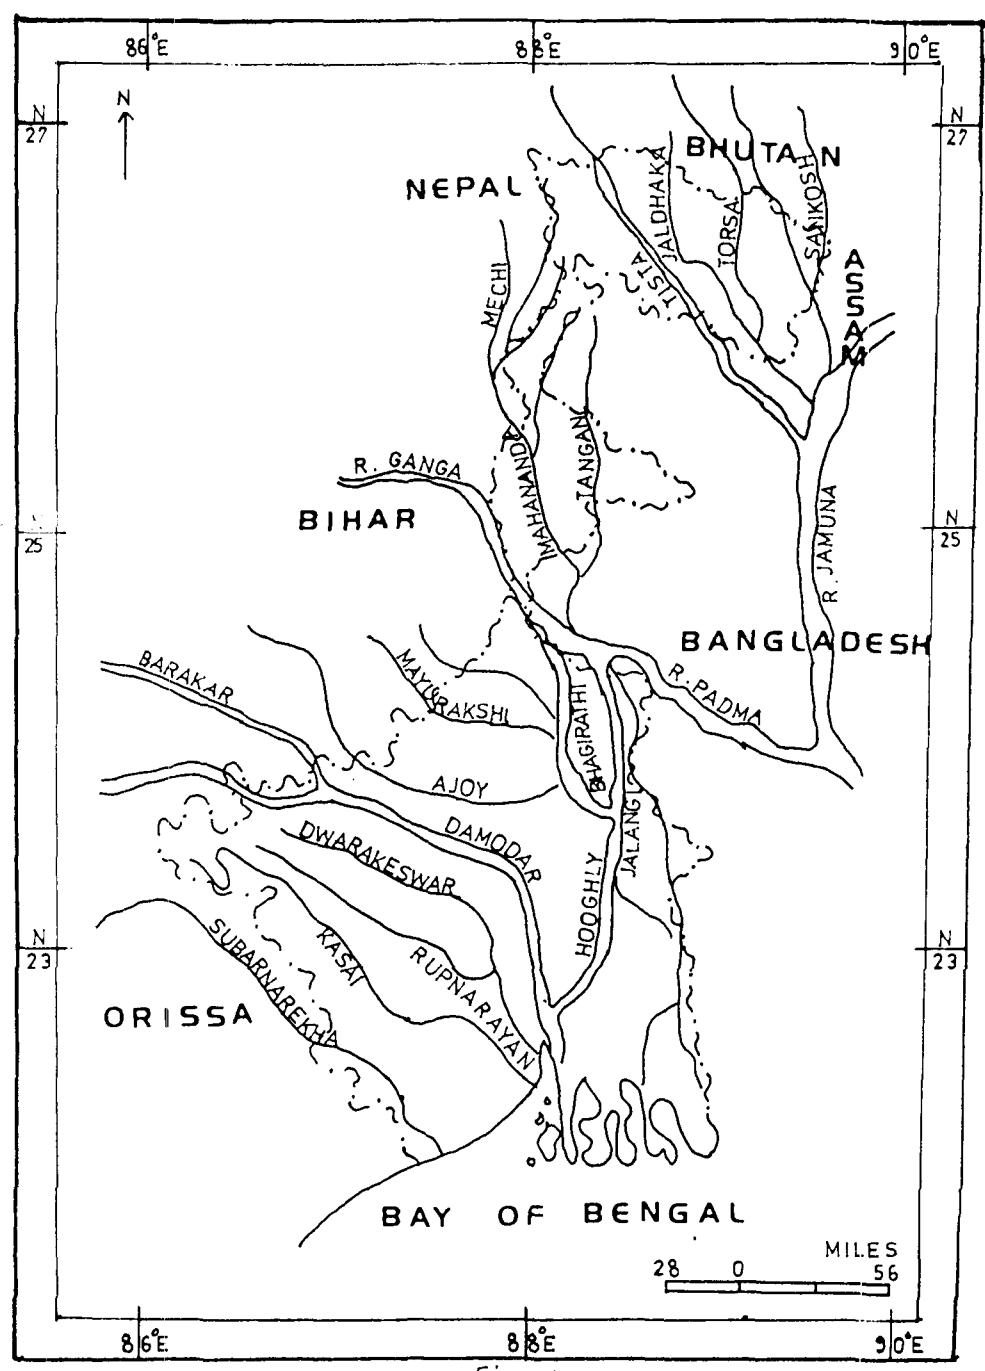 86°E 88°E 90°E
N
N 27
N 27
BHUTAN
NEPAL
JALDHAKA
TORSA
SANKOSH
TISTA
MECHI
ASSAM
R. GANGA
MAHANANDA
TANGAN
BIHAR
25
N 25
R. JAMUNA
BANGLADESH
BARAKAR
MAYURAKSHI
R. PADMA
BHAGIRATHI
AJOY
JALANGI
DAMODAR
DWARAKESWAR
HOOGHLY
N 23
N 23
SUBARNAREKHA
KASAI
RUPNARAYAN
ORISSA
BAY OF BENGAL
MILES
28 0 56
86°E 88°E 90°E